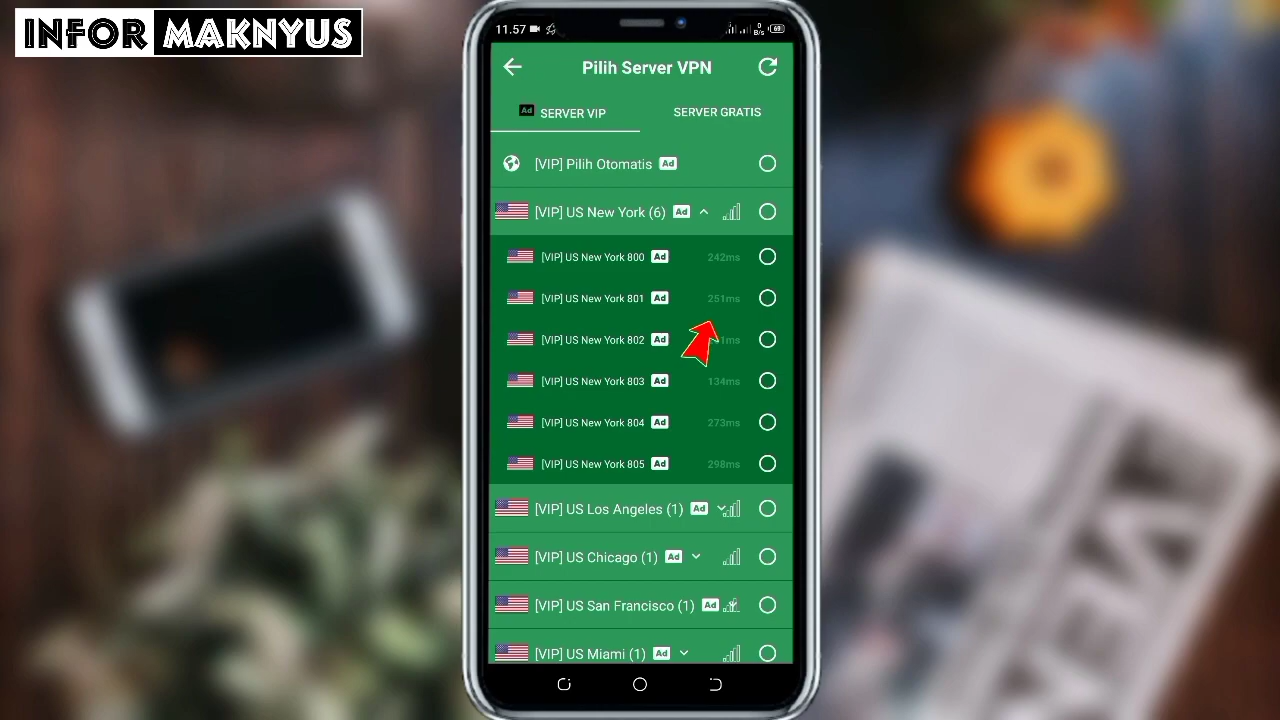 INFOR MAKNYUS
11.57
0 B/s
69
Pilih Server VPN
Ad SERVER VIP
SERVER GRATIS
[VIP] Pilih Otomatis Ad
[VIP] US New York (6) Ad
[VIP] US New York 800 Ad 242ms
[VIP] US New York 801 Ad 251ms
[VIP] US New York 802 Ad
[VIP] US New York 803 Ad 134ms
[VIP] US New York 804 Ad 273ms
[VIP] US New York 805 Ad 298ms
[VIP] US Los Angeles (1) Ad
[VIP] US Chicago (1) Ad
[VIP] US San Francisco (1) Ad
[VIP] US Miami (1) Ad